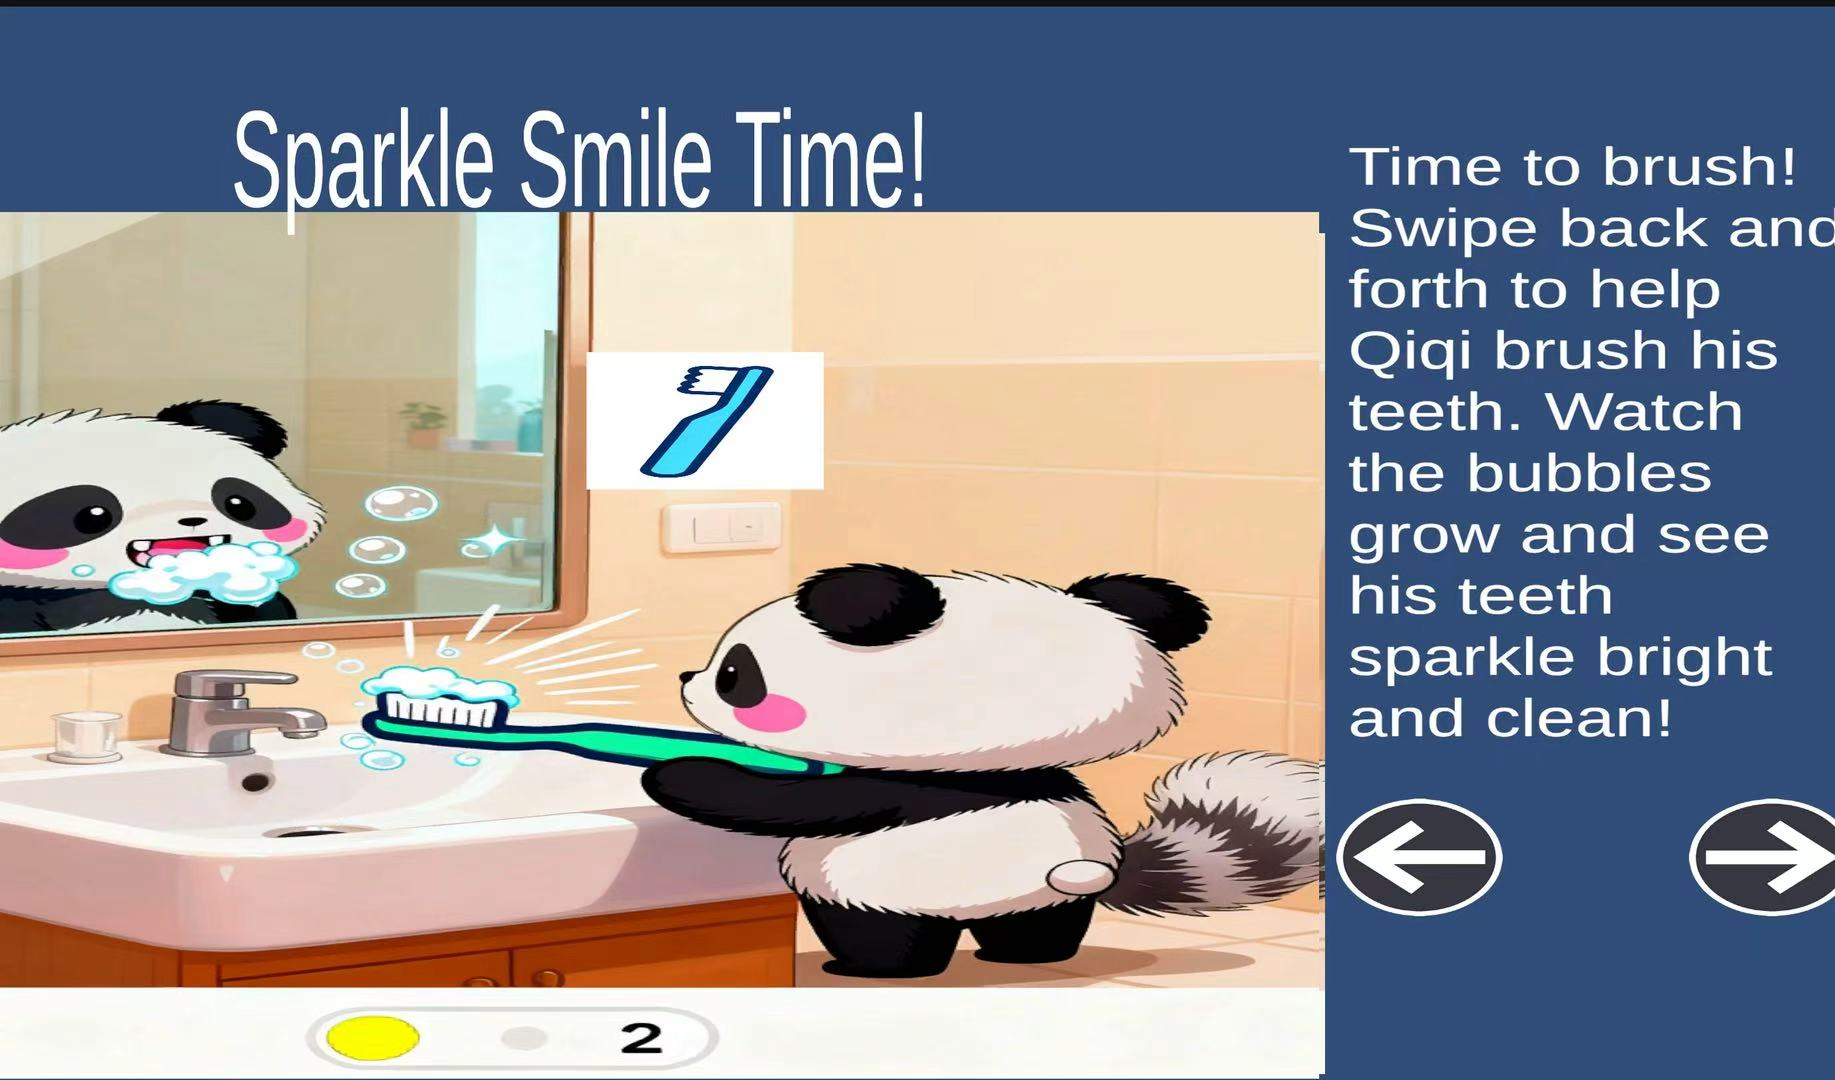 Sparkle Smile Time!
Time to brush!
Swipe back and
forth to help
Qiqi brush his
teeth. Watch
the bubbles
grow and see
his teeth
sparkle bright
and clean!
2